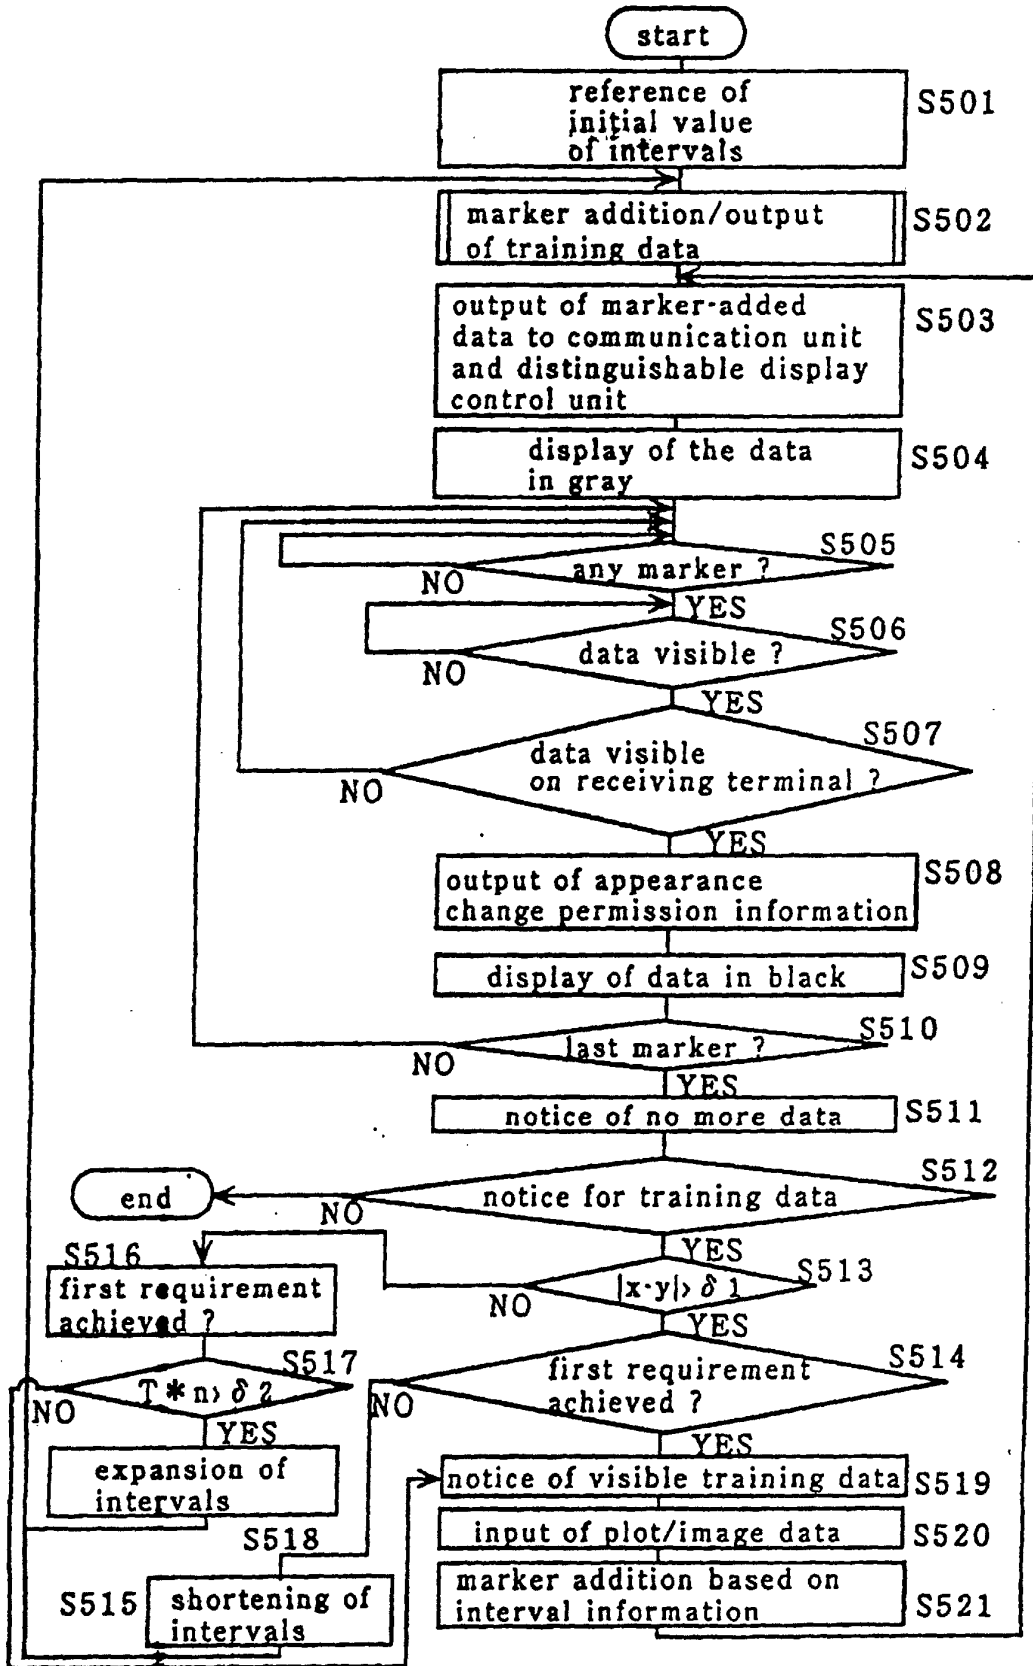 start
reference of
initial value
of intervals
S501
marker addition/output
of training data
S502
output of marker-added
data to communication unit
and distinguishable display
control unit
S503
display of the data
in gray
S504
S505
any marker ?
NO
YES
S506
data visible ?
NO
YES
S507
data visible
on receiving terminal ?
NO
YES
output of appearance
change permission information
S508
display of data in black
S509
S510
last marker ?
NO
YES
notice of no more data
S511
S512
notice for training data
NO
end
YES
S513
|x-y|> δ 1
NO
YES
S516
first requirement
achieved ?
S514
first requirement
achieved ?
NO
YES
S517
T * n> δ 2
NO
YES
expansion of
intervals
S518
S515
shortening of
intervals
notice of visible training data
S519
input of plot/image data
S520
marker addition based on
interval information
S521